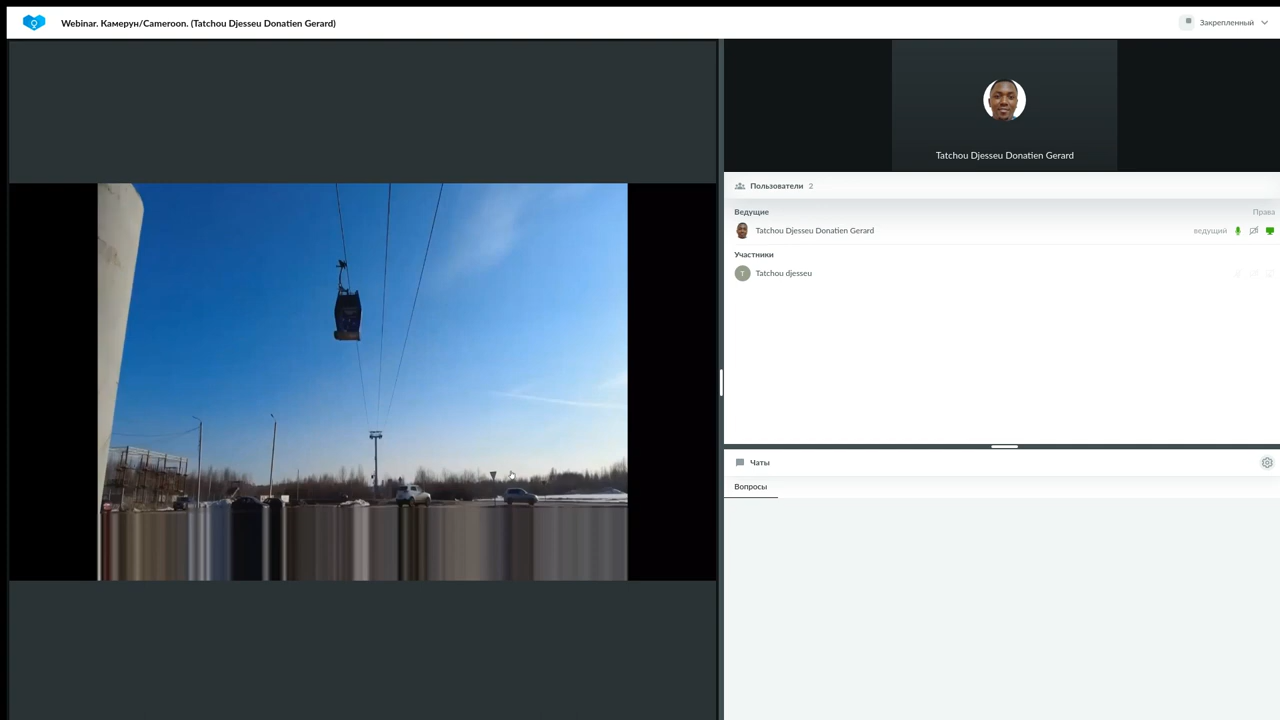 Webinar. Камерун/Cameroon. (Tatchou Djesseu Donatien Gerard)
Закрепленный
Tatchou Djesseu Donatien Gerard
Пользователи 2
Ведущие Права
Tatchou Djesseu Donatien Gerard ведущий
Участники
T Tatchou djesseu
Чаты
Вопросы